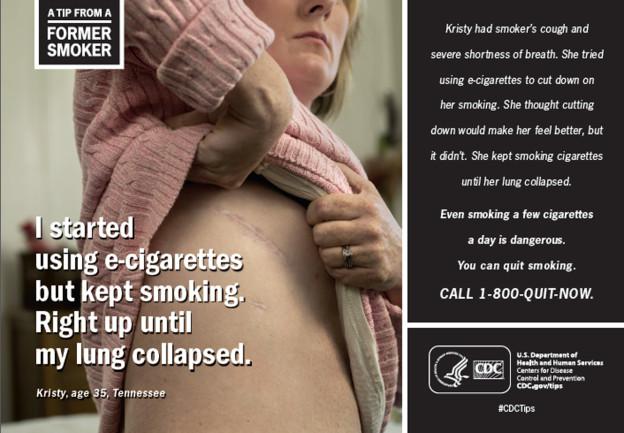 A TIP FROM A
FORMER
SMOKER
I started
using e-cigarettes
but kept smoking.
Right up until
my lung collapsed.
Kristy, age 35, Tennessee
Kristy had smoker's cough and
severe shortness of breath. She tried
using e-cigarettes to cut down on
her smoking. She thought cutting
down would make her feel better, but
it didn't. She kept smoking cigarettes
until her lung collapsed.
Even smoking a few cigarettes
a day is dangerous.
You can quit smoking.
CALL 1-800-QUIT-NOW.
CDC
U.S. Department of
Health and Human Services
Centers for Disease
Control and Prevention
CDC.gov/tips
#CDCTips